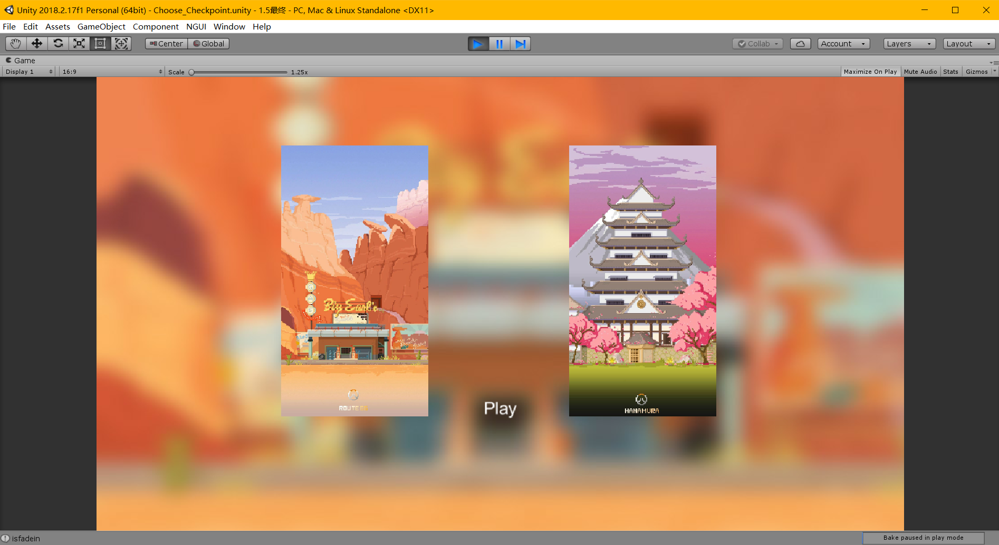 Unity 2018.2.17f1 Personal (64bit) - Choose_Checkpoint.unity - 1.5最终 - PC, Mac & Linux Standalone <DX11>
File Edit Assets GameObject Component NGUI Window Help
Center Global Collab Account Layers Layout
Game
Display 1 16:9 Scale 1.25x Maximize On Play Mute Audio Stats Gizmos
G
A
S
Big Earl's
ROUTE
HANAMURA
Play
isfadein
Bake paused in play mode